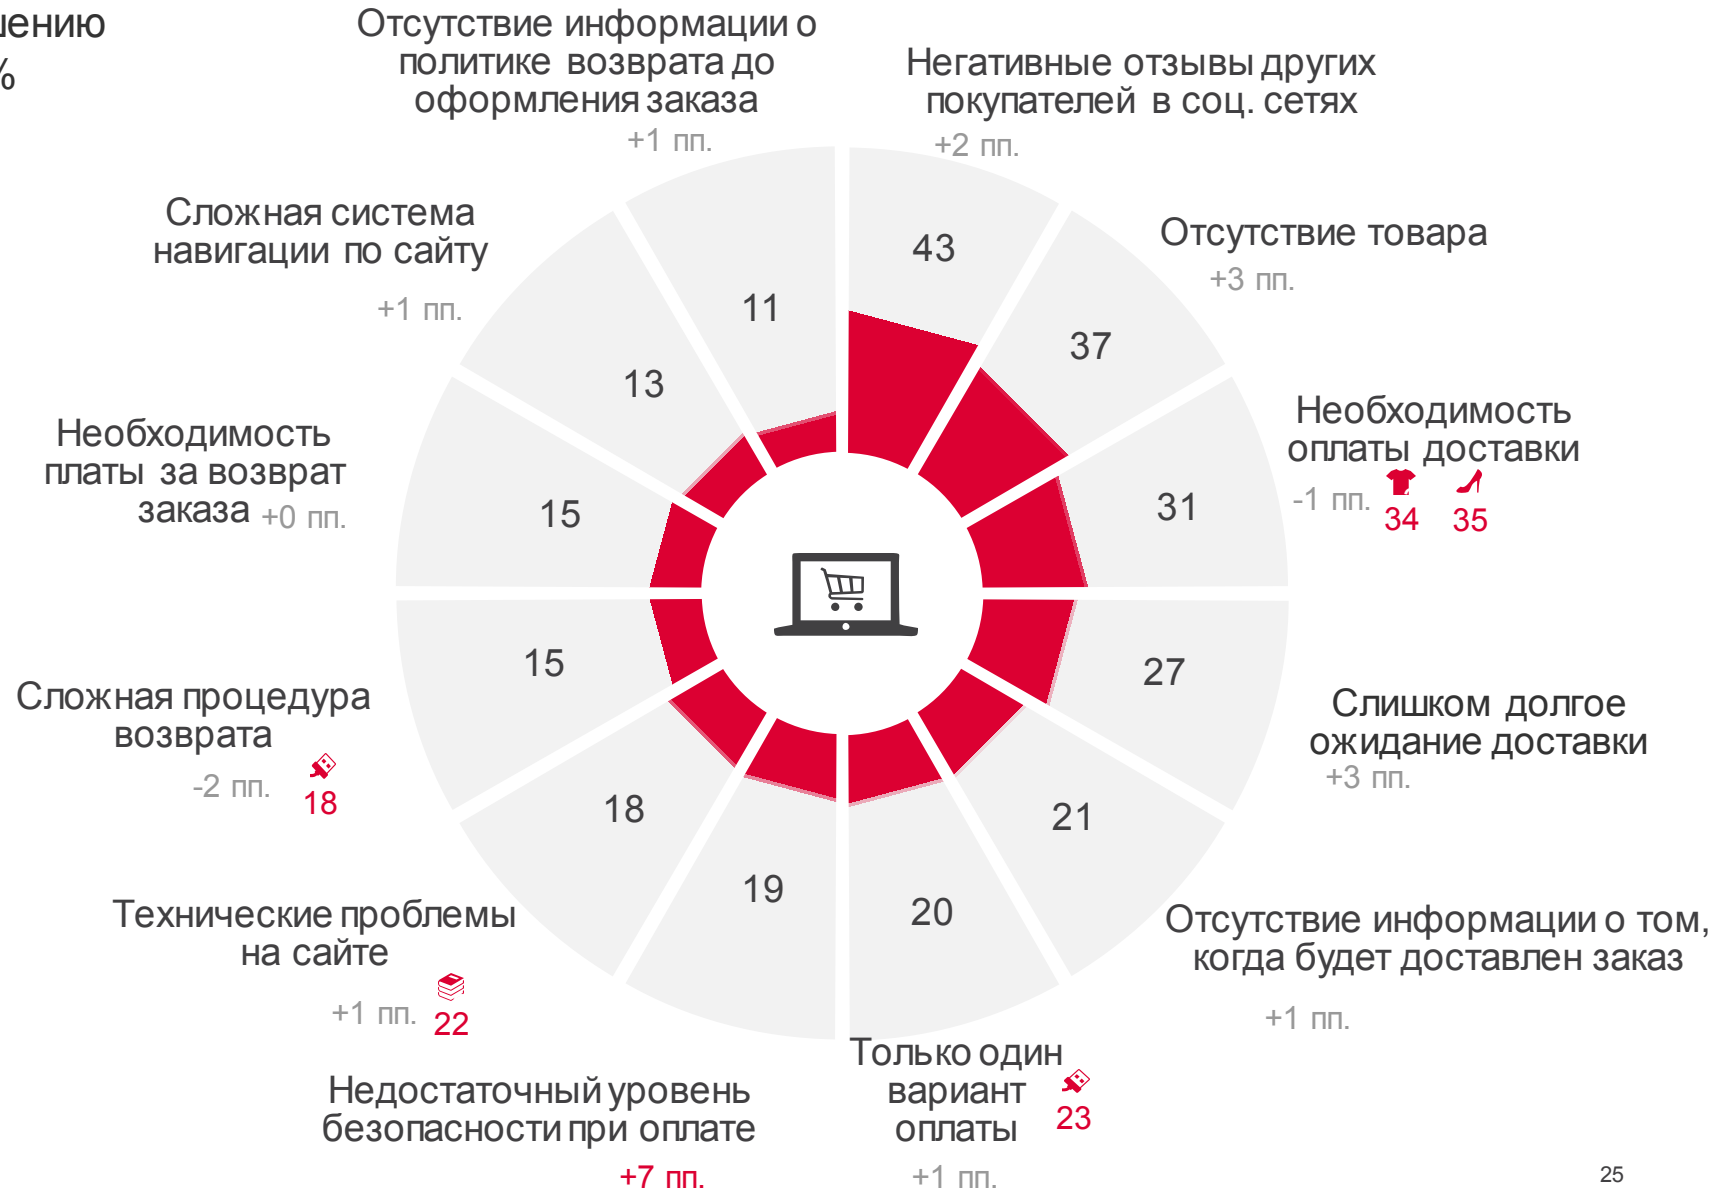 %
Отсутствие информации о
политике возврата до
оформления заказа
+1 пп.
11
Негативные отзывы других
покупателей в соц. сетях
+2 пп.
43
Отсутствие товара
+3 пп.
37
Необходимость
оплаты доставки
-1 пп.
34 35
31
Слишком долгое
ожидание доставки
+3 пп.
27
Отсутствие информации о том,
когда будет доставлен заказ
+1 пп.
21
Только один
вариант
оплаты
23
+1 пп.
20
Недостаточный уровень
безопасности при оплате
+7 пп.
19
Технические проблемы
на сайте
+1 пп.
22
18
Сложная процедура
возврата
-2 пп.
18
15
Необходимость
платы за возврат
заказа +0 пп.
15
Сложная система
навигации по сайту
+1 пп.
13
25